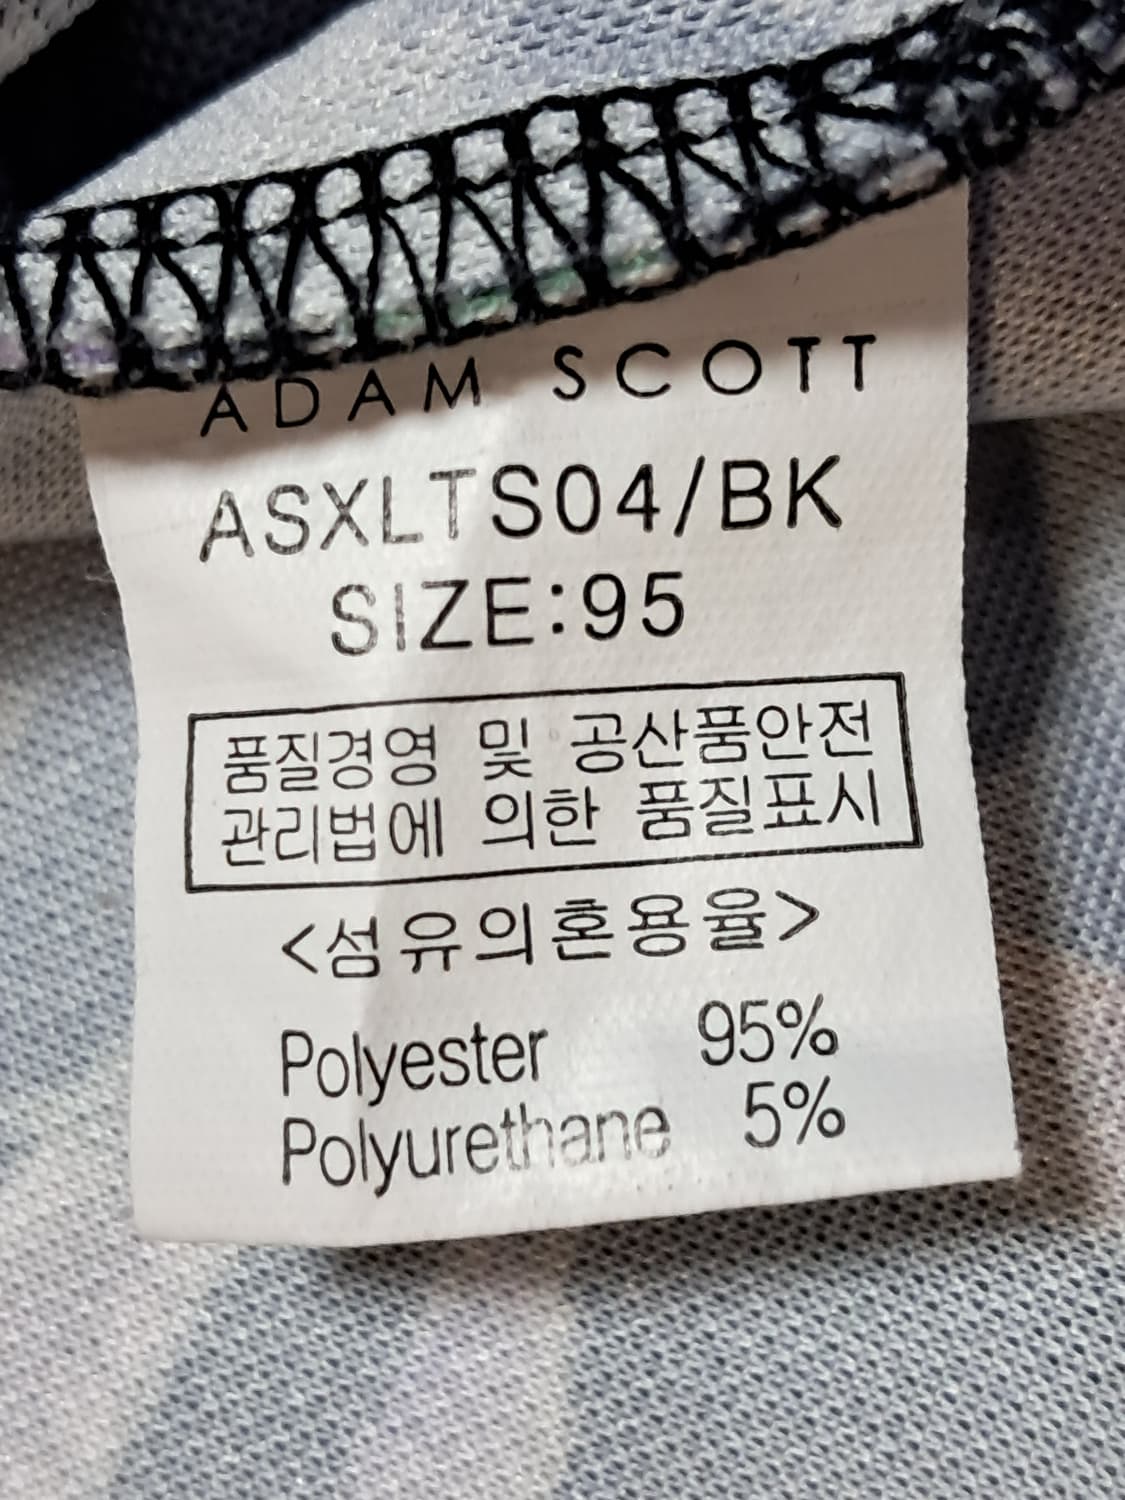 ADAM SCOTT
ASXLTS04/BK
SIZE:95
품질경영 및 공산품안전
관리법에 의한 품질표시
<섬유의혼용율>
Polyester 95%
Polyurethane 5%